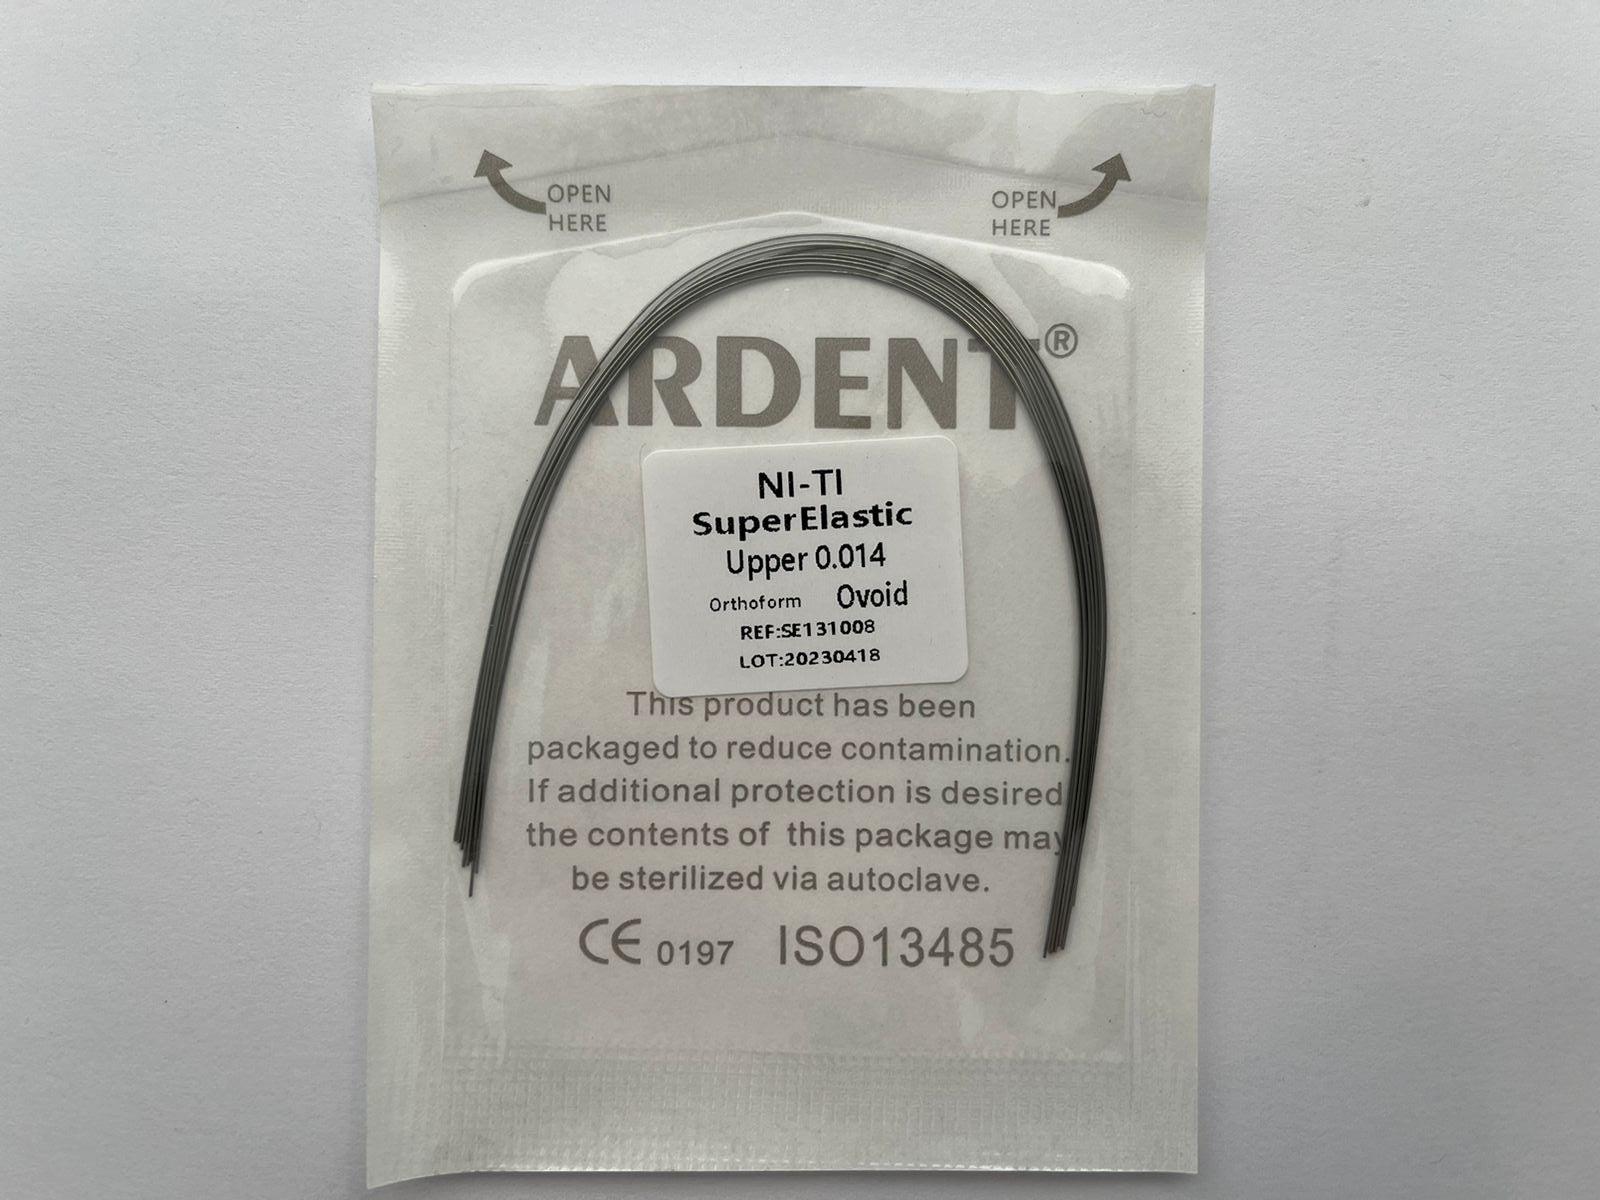 OPEN
HERE
OPEN
HERE
ARDENT®
NI-TI
SuperElastic
Upper 0.014
Orthoform Ovoid
REF:SE131008
LOT:20230418
This product has been
packaged to reduce contamination.
If additional protection is desired
the contents of this package may
be sterilized via autoclave.
CE 0197 ISO13485